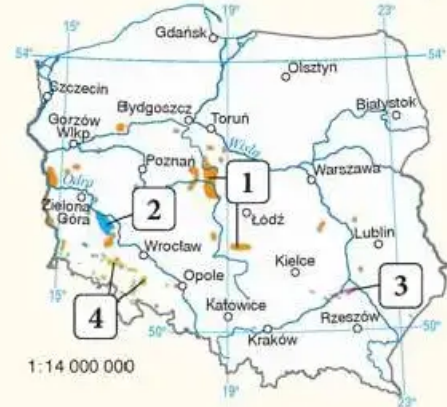 19°
23°
Gdańsk
15°
54°
54°
Olsztyn
Szczecin
Białystok
Bydgoszcz
Gorzów
Wlkp
Toruń
Wisła
Poznań
1
Warszawa
Odra
Zielona
Góra
2
Łódź
Lublin
Wrocław
Kielce
3
Opole
15°
4
Katowice
Rzeszów
50°
50°
Kraków
1:14 000 000
19°
23°